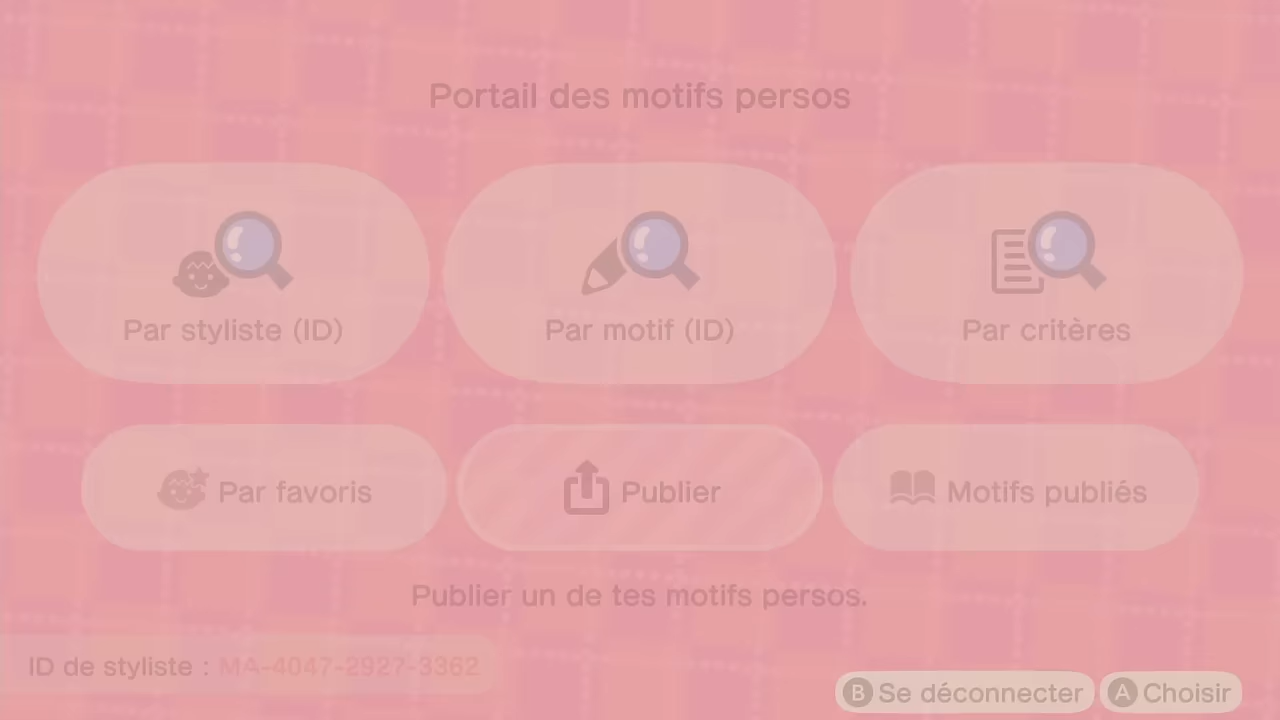 Portail des motifs persos
Par styliste (ID)
Par motif (ID)
Par critères
Par favoris
Publier
Motifs publiés
Publier un de tes motifs persos.
ID de styliste : MA-4047-2927-3362
B Se déconnecter
A Choisir